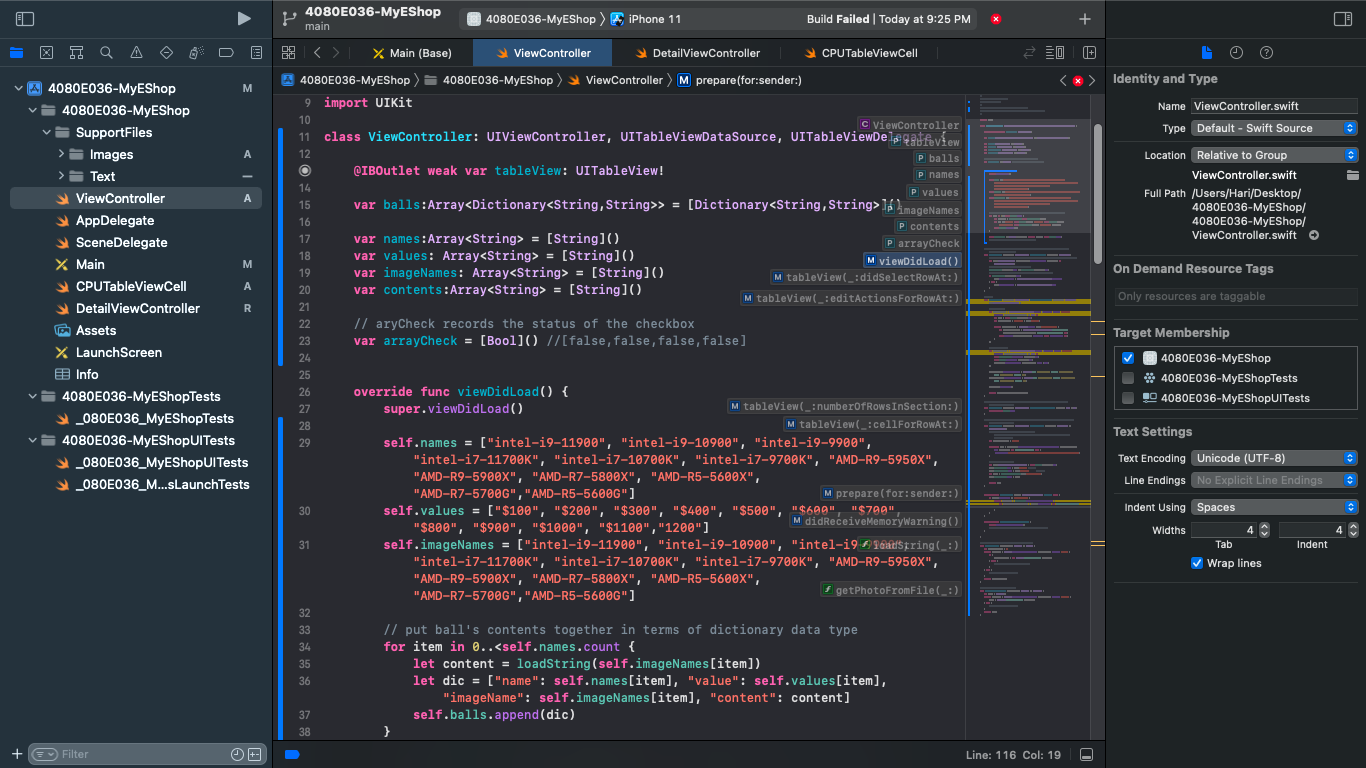 4080E036-MyEShop
main
4080E036-MyEShop
iPhone 11
Build Failed | Today at 9:25 PM
Main (Base)
ViewController
DetailViewController
CPUTableViewCell
4080E036-MyEShop
4080E036-MyEShop
ViewController
M prepare(for:sender:)
4080E036-MyEShop M
4080E036-MyEShop
SupportFiles
Images A
Text
ViewController A
AppDelegate
SceneDelegate
Main M
CPUTableViewCell A
DetailViewController R
Assets
LaunchScreen
Info
4080E036-MyEShopTests
_080E036_MyEShopTests
4080E036-MyEShopUITests
_080E036_MyEShopUITests
_080E036_M...sLaunchTests
Filter
9 import UIKit
10
11 class ViewController: UIViewController, UITableViewDataSource, UITableViewDelegate {
12
@IBOutlet weak var tableView: UITableView!
14
15 var balls:Array<Dictionary<String,String>> = [Dictionary<String,String>]()
16
17 var names:Array<String> = [String]()
18 var values: Array<String> = [String]()
19 var imageNames: Array<String> = [String]()
20 var contents:Array<String> = [String]()
21
22 // aryCheck records the status of the checkbox
23 var arrayCheck = [Bool]() //[false,false,false,false]
24
25
26 override func viewDidLoad() {
27 super.viewDidLoad()
28
29 self.names = ["intel-i9-11900", "intel-i9-10900", "intel-i9-9900",
"intel-i7-11700K", "intel-i7-10700K", "intel-i7-9700K", "AMD-R9-5950X",
"AMD-R9-5900X", "AMD-R7-5800X", "AMD-R5-5600X",
"AMD-R7-5700G","AMD-R5-5600G"]
30 self.values = ["$100", "$200", "$300", "$400", "$500", "$600", "$700",
"$800", "$900", "$1000", "$1100","1200"]
31 self.imageNames = ["intel-i9-11900", "intel-i9-10900", "intel-i9-9900",
"intel-i7-11700K", "intel-i7-10700K", "intel-i7-9700K", "AMD-R9-5950X",
"AMD-R9-5900X", "AMD-R7-5800X", "AMD-R5-5600X",
"AMD-R7-5700G","AMD-R5-5600G"]
32
33 // put ball's contents together in terms of dictionary data type
34 for item in 0..<self.names.count {
35 let content = loadString(self.imageNames[item])
36 let dic = ["name": self.names[item], "value": self.values[item],
"imageName": self.imageNames[item], "content": content]
37 self.balls.append(dic)
38 }
C ViewController
P tableView
P balls
P names
P values
P imageNames
P contents
P arrayCheck
M viewDidLoad()
M tableView(_:didSelectRowAt:)
M tableView(_:editActionsForRowAt:)
M tableView(_:numberOfRowsInSection:)
M tableView(_:cellForRowAt:)
M prepare(for:sender:)
M didReceiveMemoryWarning()
f loadString(_:)
f getPhotoFromFile(_:)
Line: 116 Col: 19
Identity and Type
Name ViewController.swift
Type Default - Swift Source
Location Relative to Group
ViewController.swift
Full Path /Users/Hari/Desktop/
4080E036-MyEShop/
4080E036-MyEShop/
ViewController.swift
On Demand Resource Tags
Only resources are taggable
Target Membership
4080E036-MyEShop
4080E036-MyEShopTests
4080E036-MyEShopUITests
Text Settings
Text Encoding Unicode (UTF-8)
Line Endings No Explicit Line Endings
Indent Using Spaces
Widths 4 4
Tab Indent
Wrap lines